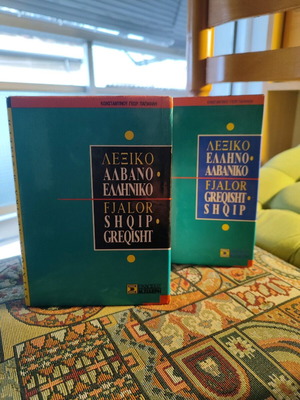 ΛΕΞΙΚΟ
ΑΛΒΑΝΟ
ΕΛΛΗΝΙΚΟ
FJALOR
SHQIP
GREQISHT
ΛΕΞΙΚΟ
ΕΛΛΗΝΟ
ΑΛΒΑΝΙΚΟ
FJALOR
GREQISHT
SHQIP